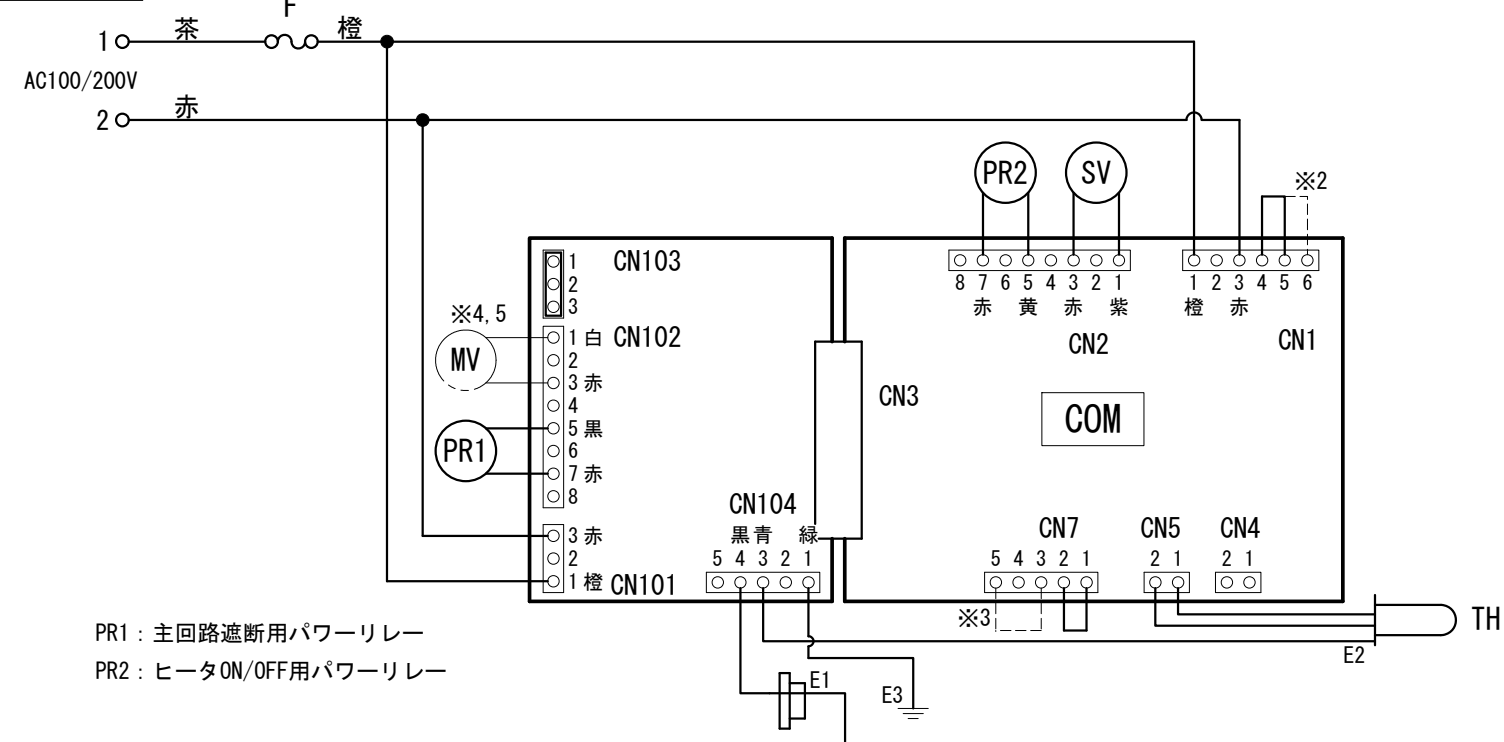 F
1 茶 橙
AC100/200V
2 赤
PR2 SV ※2
8 7 6 5 4 3 2 1 1 2 3 4 5 6
赤 黄 赤 紫 橙 赤
CN2 CN1
1 CN103
2
3
※4,5
MV
1 白 CN102
2
3 赤
4
PR1
5 黒
6
7 赤
8
CN3
COM
3 赤
2
1 橙 CN101
CN104
黒 青 緑
5 4 3 2 1
CN7 CN5 CN4
5 4 3 2 1 2 1 2 1
※3
TH
E2
E1
E3
PR1：主回路遮断用パワーリレー
PR2：ヒータON/OFF用パワーリレー